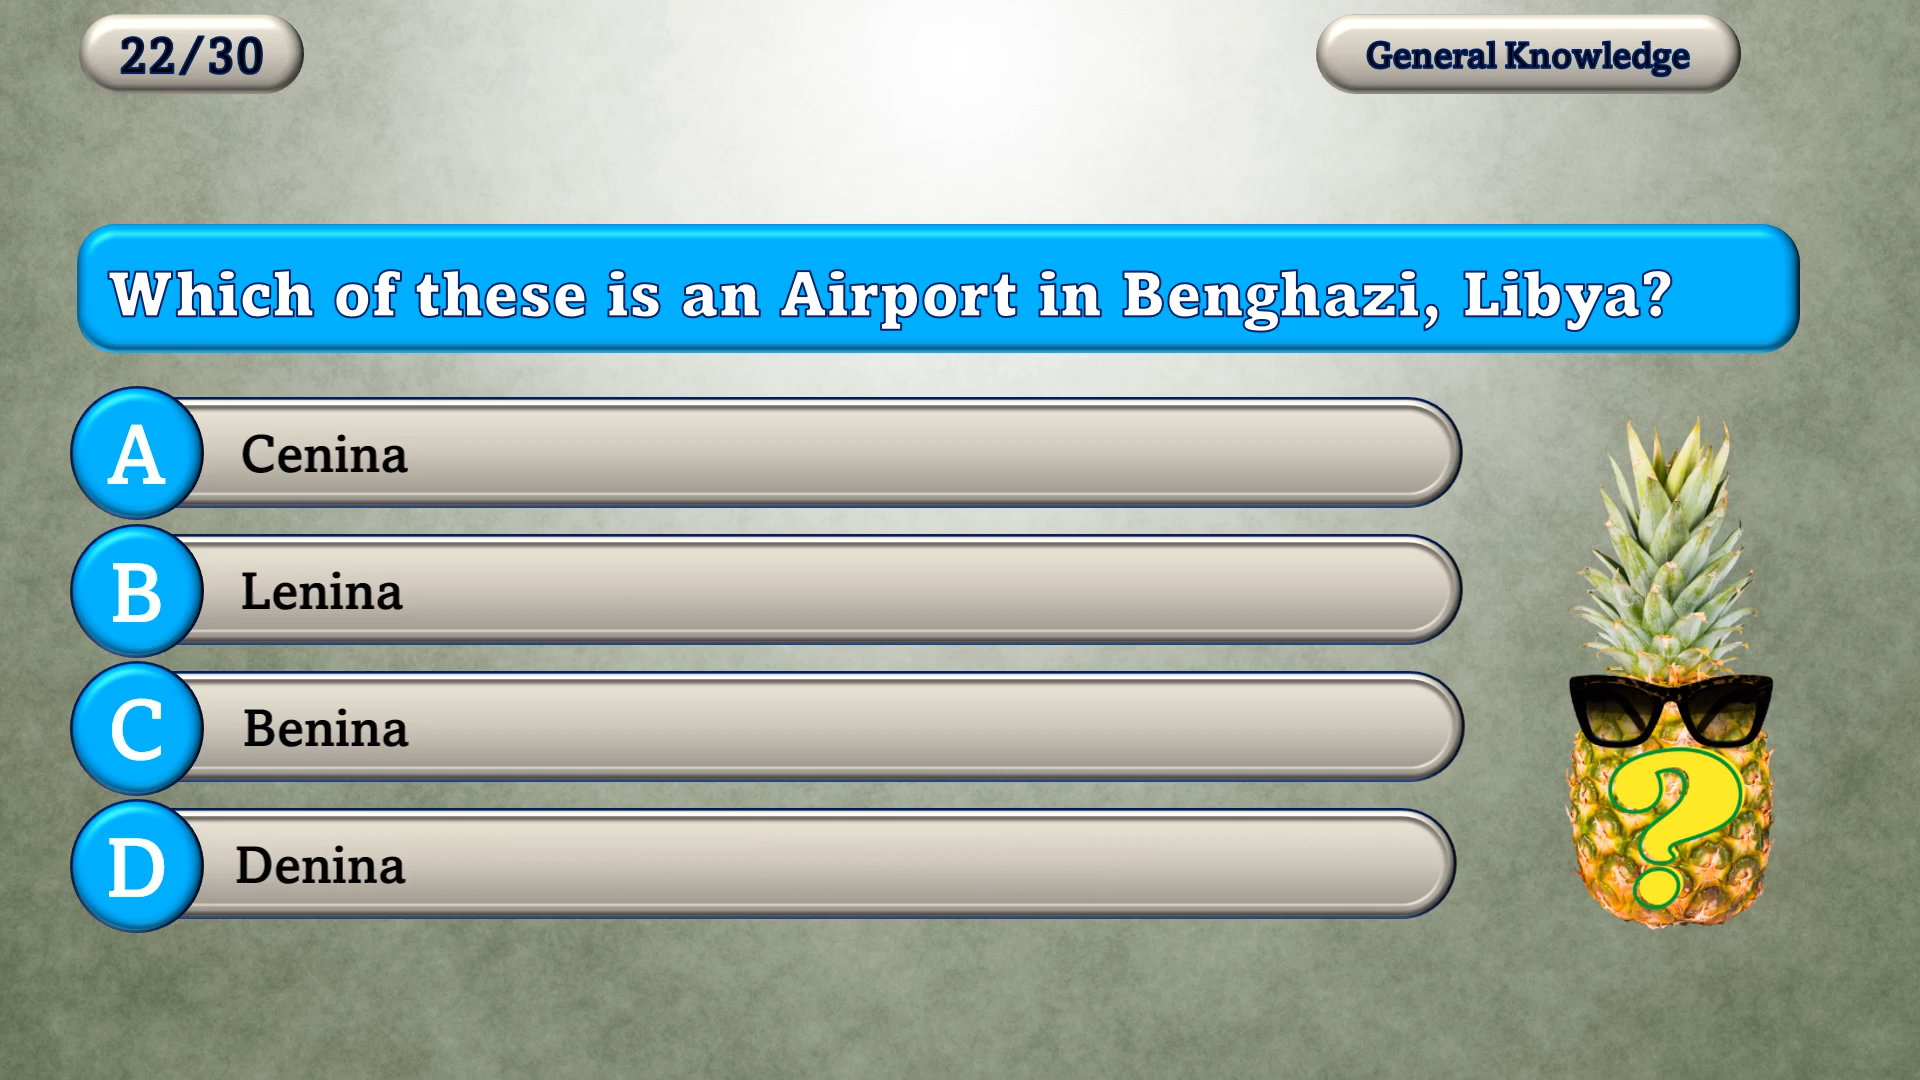 22/30
General Knowledge
Which of these is an Airport in Benghazi, Libya?
A Cenina
B Lenina
C Benina
D Denina
?